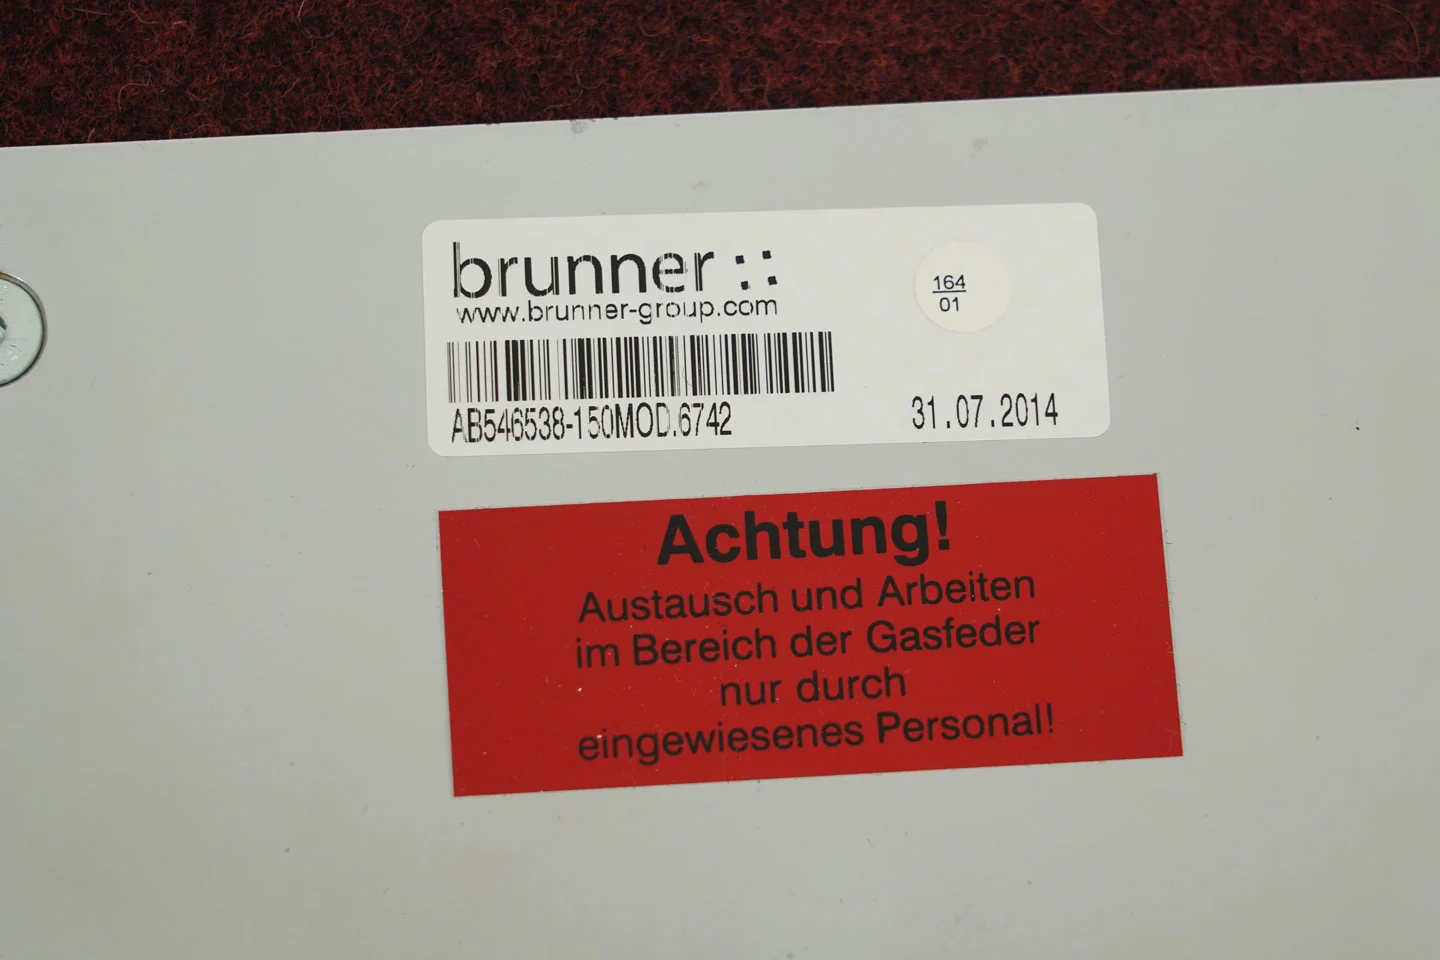 brunner ::
www.brunner-group.com
164
01
AB546538-150MOD.6742
31.07.2014
Achtung!
Austausch und Arbeiten
im Bereich der Gasfeder
nur durch
eingewiesenes Personal!